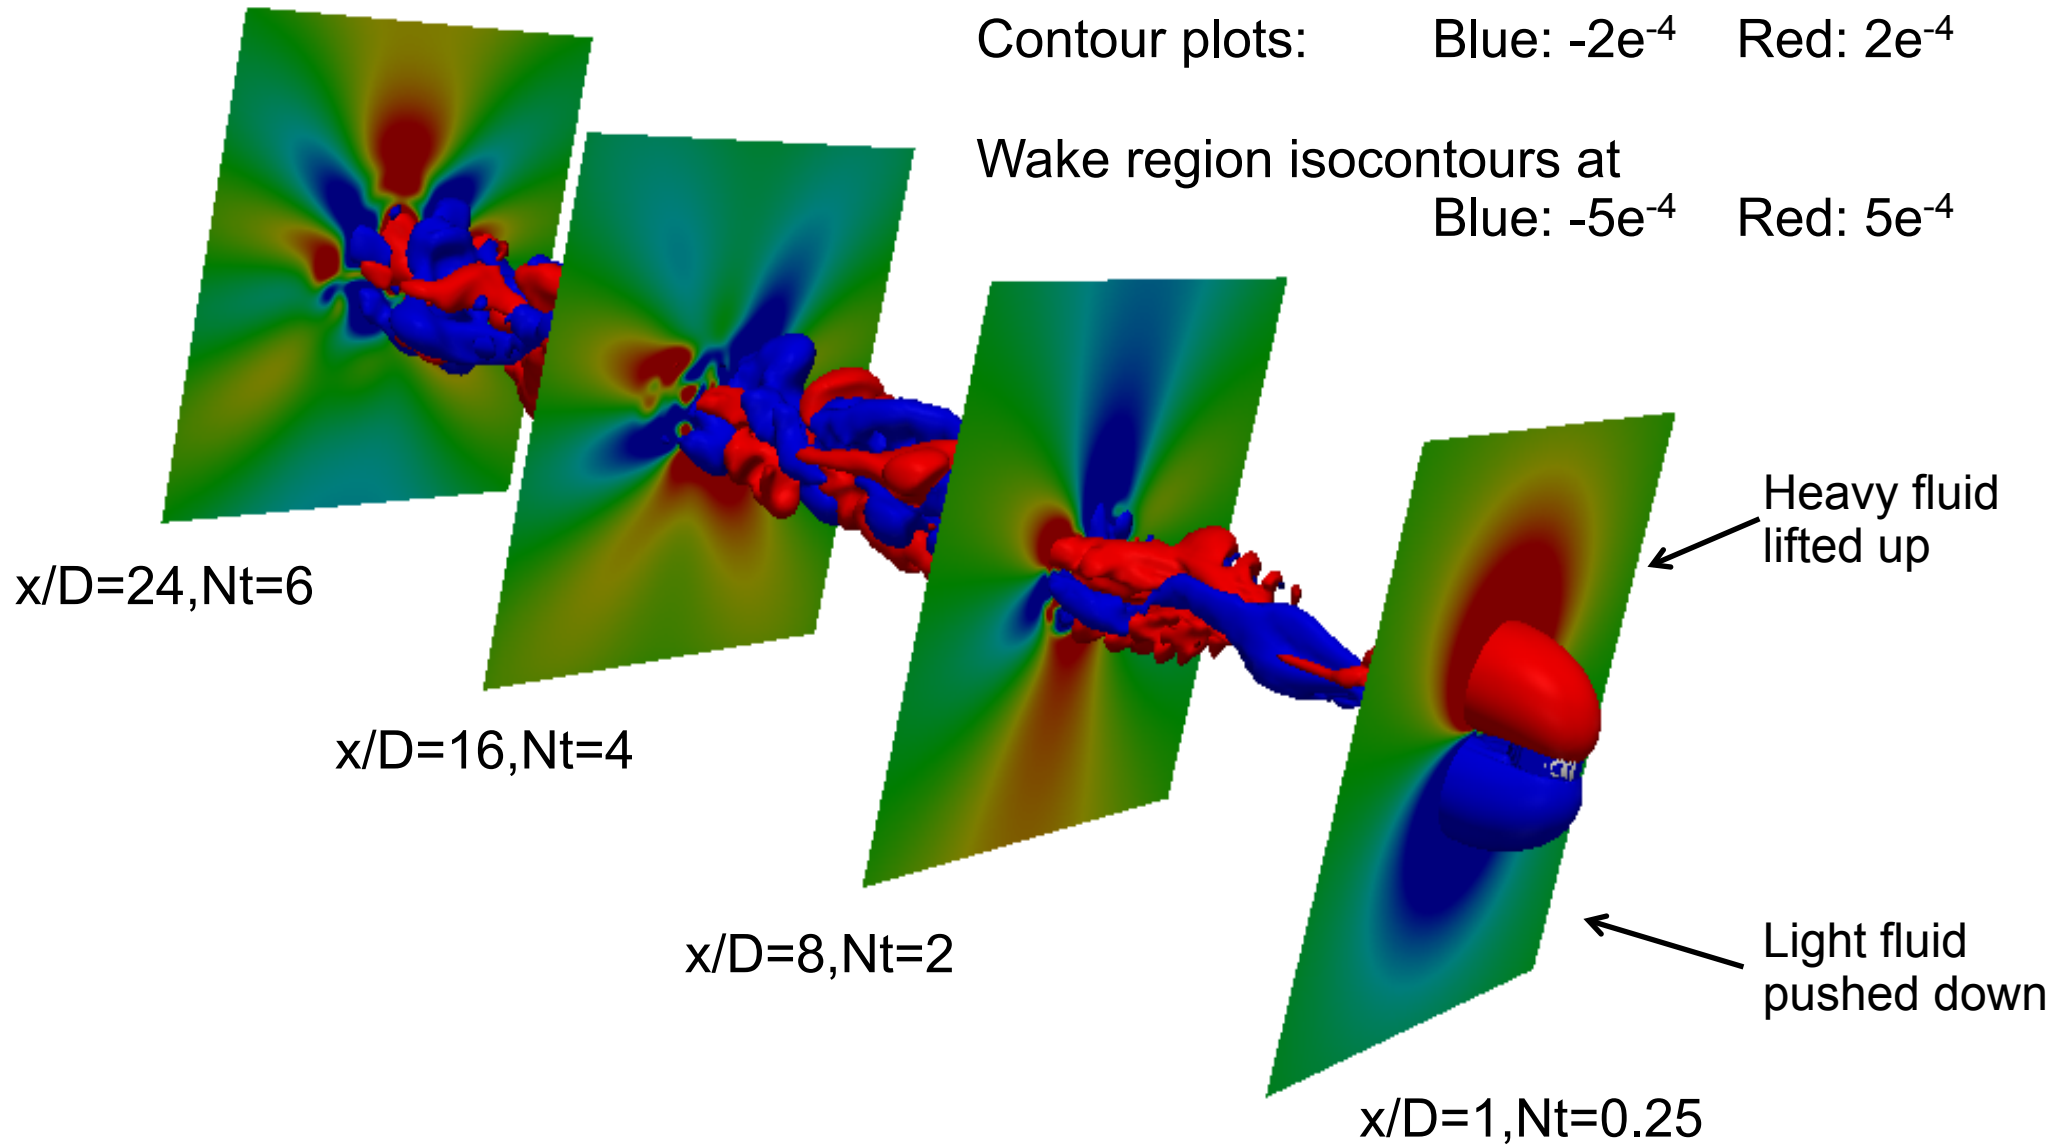 Contour plots: Blue: -2e⁻⁴ Red: 2e⁻⁴
Wake region isocontours at
Blue: -5e⁻⁴ Red: 5e⁻⁴
Heavy fluid
lifted up
x/D=24,Nt=6
x/D=16,Nt=4
x/D=8,Nt=2
Light fluid
pushed down
x/D=1,Nt=0.25